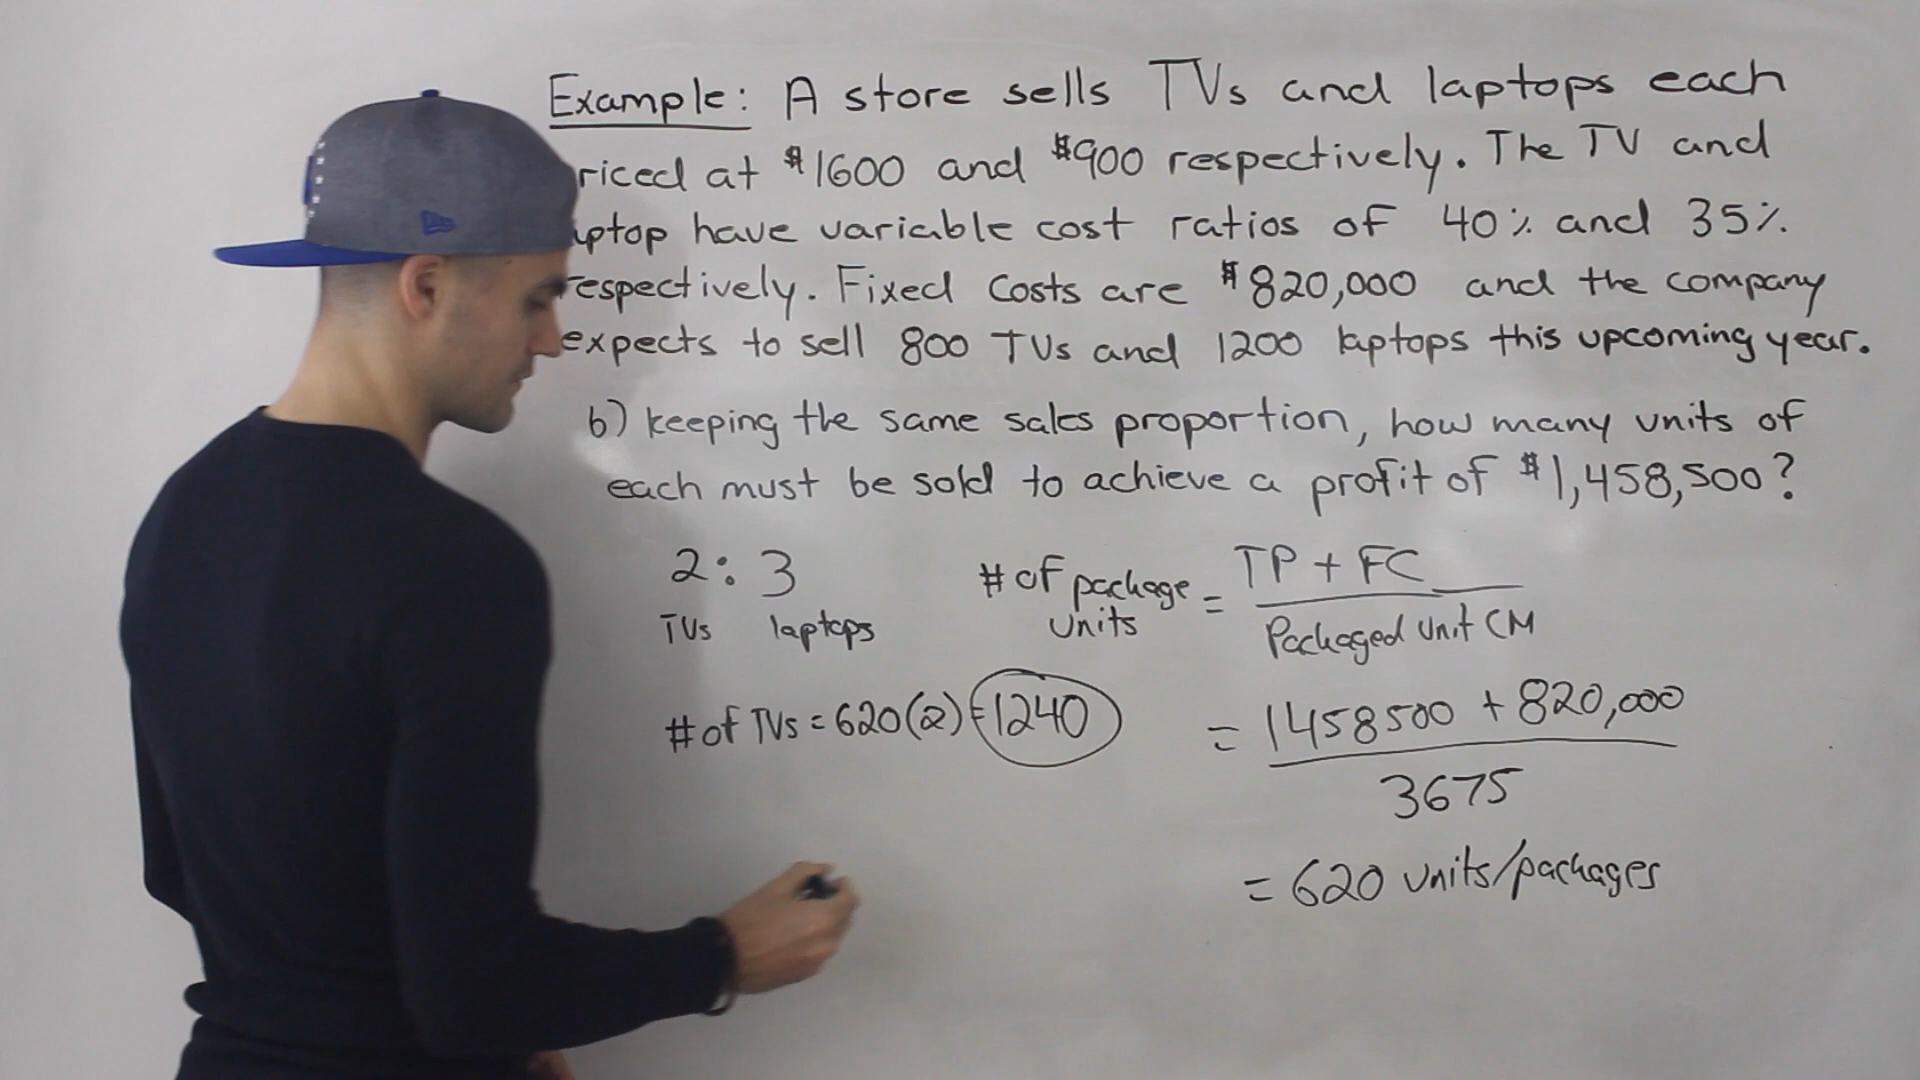 Example: A store sells TVs and laptops each
riced at $1600 and $900 respectively. The TV and
ptop have variable cost ratios of 40% and 35%
respectively. Fixed Costs are $820,000 and the company
expects to sell 800 TVs and 1200 laptops this upcoming year.
b) keeping the same sales proportion, how many units of
each must be sold to achieve a profit of $1,458,500?
2 : 3
TVs laptops
# of package units = TP + FC
Packaged Unit CM
# of TVs = 620(2) = 1240
= 1458500 + 820,000
3675
= 620 units/packages